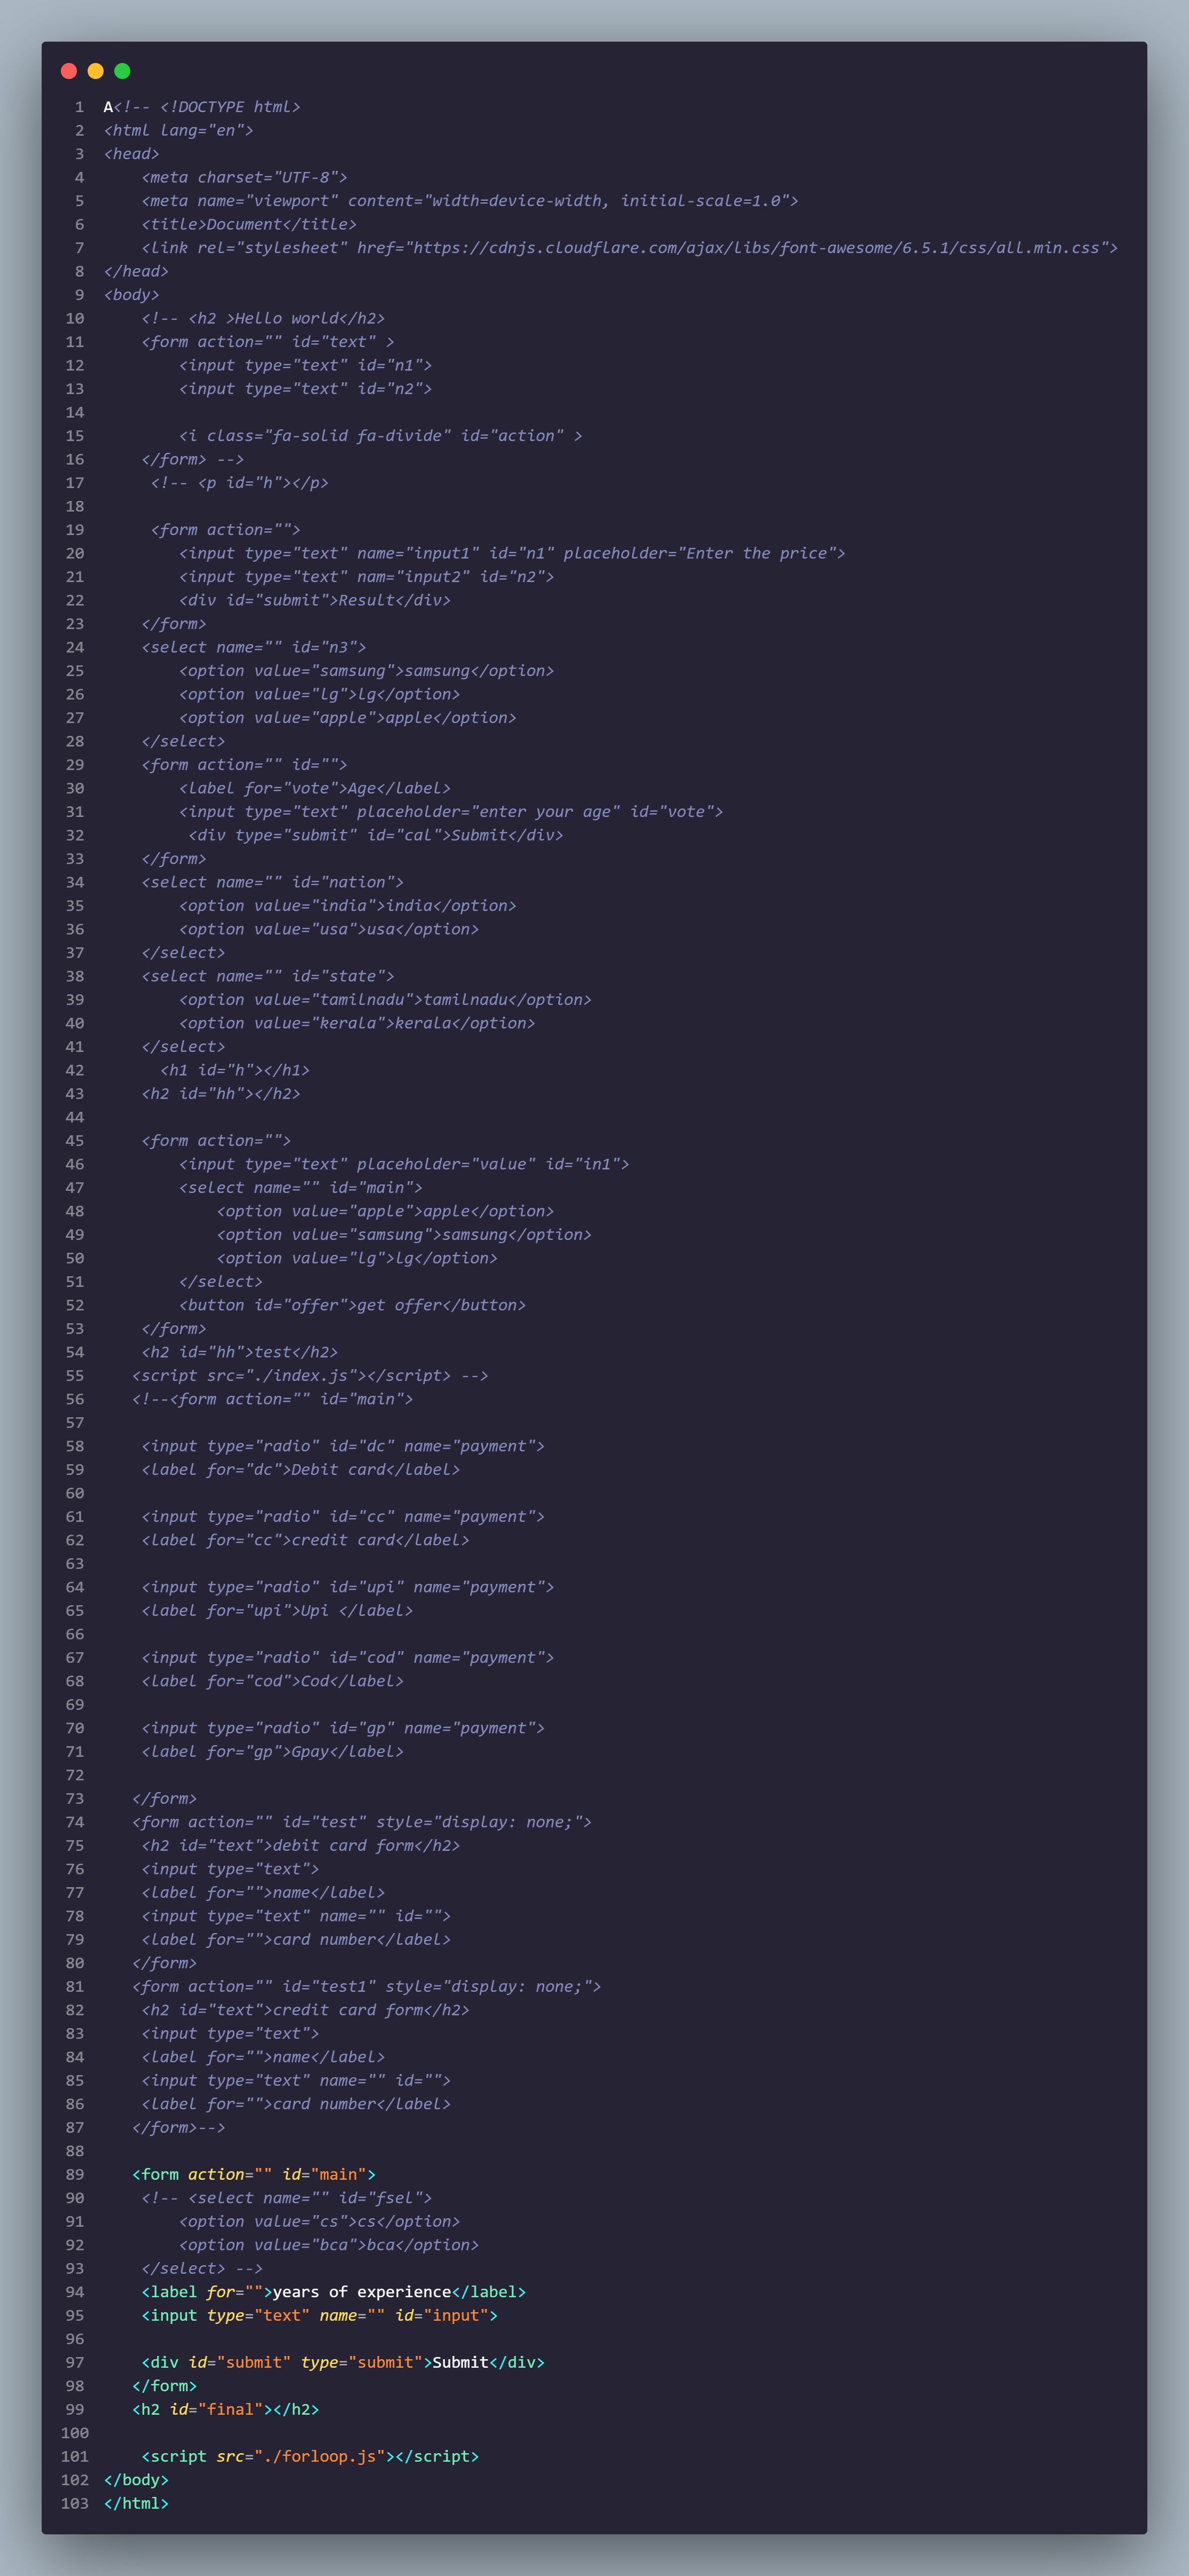 1 A<!-- <!DOCTYPE html>
2 <html lang="en">
3 <head>
4     <meta charset="UTF-8">
5     <meta name="viewport" content="width=device-width, initial-scale=1.0">
6     <title>Document</title>
7     <link rel="stylesheet" href="https://cdnjs.cloudflare.com/ajax/libs/font-awesome/6.5.1/css/all.min.css">
8 </head>
9 <body>
10     <!-- <h2 >Hello world</h2>
11     <form action="" id="text" >
12         <input type="text" id="n1">
13         <input type="text" id="n2">
14
15         <i class="fa-solid fa-divide" id="action" >
16     </form> -->
17      <!-- <p id="h"></p>
18
19      <form action="">
20         <input type="text" name="input1" id="n1" placeholder="Enter the price">
21         <input type="text" nam="input2" id="n2">
22         <div id="submit">Result</div>
23     </form>
24     <select name="" id="n3">
25         <option value="samsung">samsung</option>
26         <option value="lg">lg</option>
27         <option value="apple">apple</option>
28     </select>
29     <form action="" id="">
30         <label for="vote">Age</label>
31         <input type="text" placeholder="enter your age" id="vote">
32          <div type="submit" id="cal">Submit</div>
33     </form>
34     <select name="" id="nation">
35         <option value="india">india</option>
36         <option value="usa">usa</option>
37     </select>
38     <select name="" id="state">
39         <option value="tamilnadu">tamilnadu</option>
40         <option value="kerala">kerala</option>
41     </select>
42       <h1 id="h"></h1>
43     <h2 id="hh"></h2>
44
45     <form action="">
46         <input type="text" placeholder="value" id="in1">
47         <select name="" id="main">
48             <option value="apple">apple</option>
49             <option value="samsung">samsung</option>
50             <option value="lg">lg</option>
51         </select>
52         <button id="offer">get offer</button>
53     </form>
54     <h2 id="hh">test</h2>
55    <script src="./index.js"></script> -->
56    <!--<form action="" id="main">
57
58     <input type="radio" id="dc" name="payment">
59     <label for="dc">Debit card</label>
60
61     <input type="radio" id="cc" name="payment">
62     <label for="cc">credit card</label>
63
64     <input type="radio" id="upi" name="payment">
65     <label for="upi">Upi </label>
66
67     <input type="radio" id="cod" name="payment">
68     <label for="cod">Cod</label>
69
70     <input type="radio" id="gp" name="payment">
71     <label for="gp">Gpay</label>
72
73    </form>
74    <form action="" id="test" style="display: none;">
75     <h2 id="text">debit card form</h2>
76     <input type="text">
77     <label for="">name</label>
78     <input type="text" name="" id="">
79     <label for="">card number</label>
80    </form>
81    <form action="" id="test1" style="display: none;">
82     <h2 id="text">credit card form</h2>
83     <input type="text">
84     <label for="">name</label>
85     <input type="text" name="" id="">
86     <label for="">card number</label>
87    </form>-->
88
89    <form action="" id="main">
90     <!-- <select name="" id="fsel">
91         <option value="cs">cs</option>
92         <option value="bca">bca</option>
93     </select> -->
94     <label for="">years of experience</label>
95     <input type="text" name="" id="input">
96
97     <div id="submit" type="submit">Submit</div>
98    </form>
99    <h2 id="final"></h2>
100
101     <script src="./forloop.js"></script>
102 </body>
103 </html>